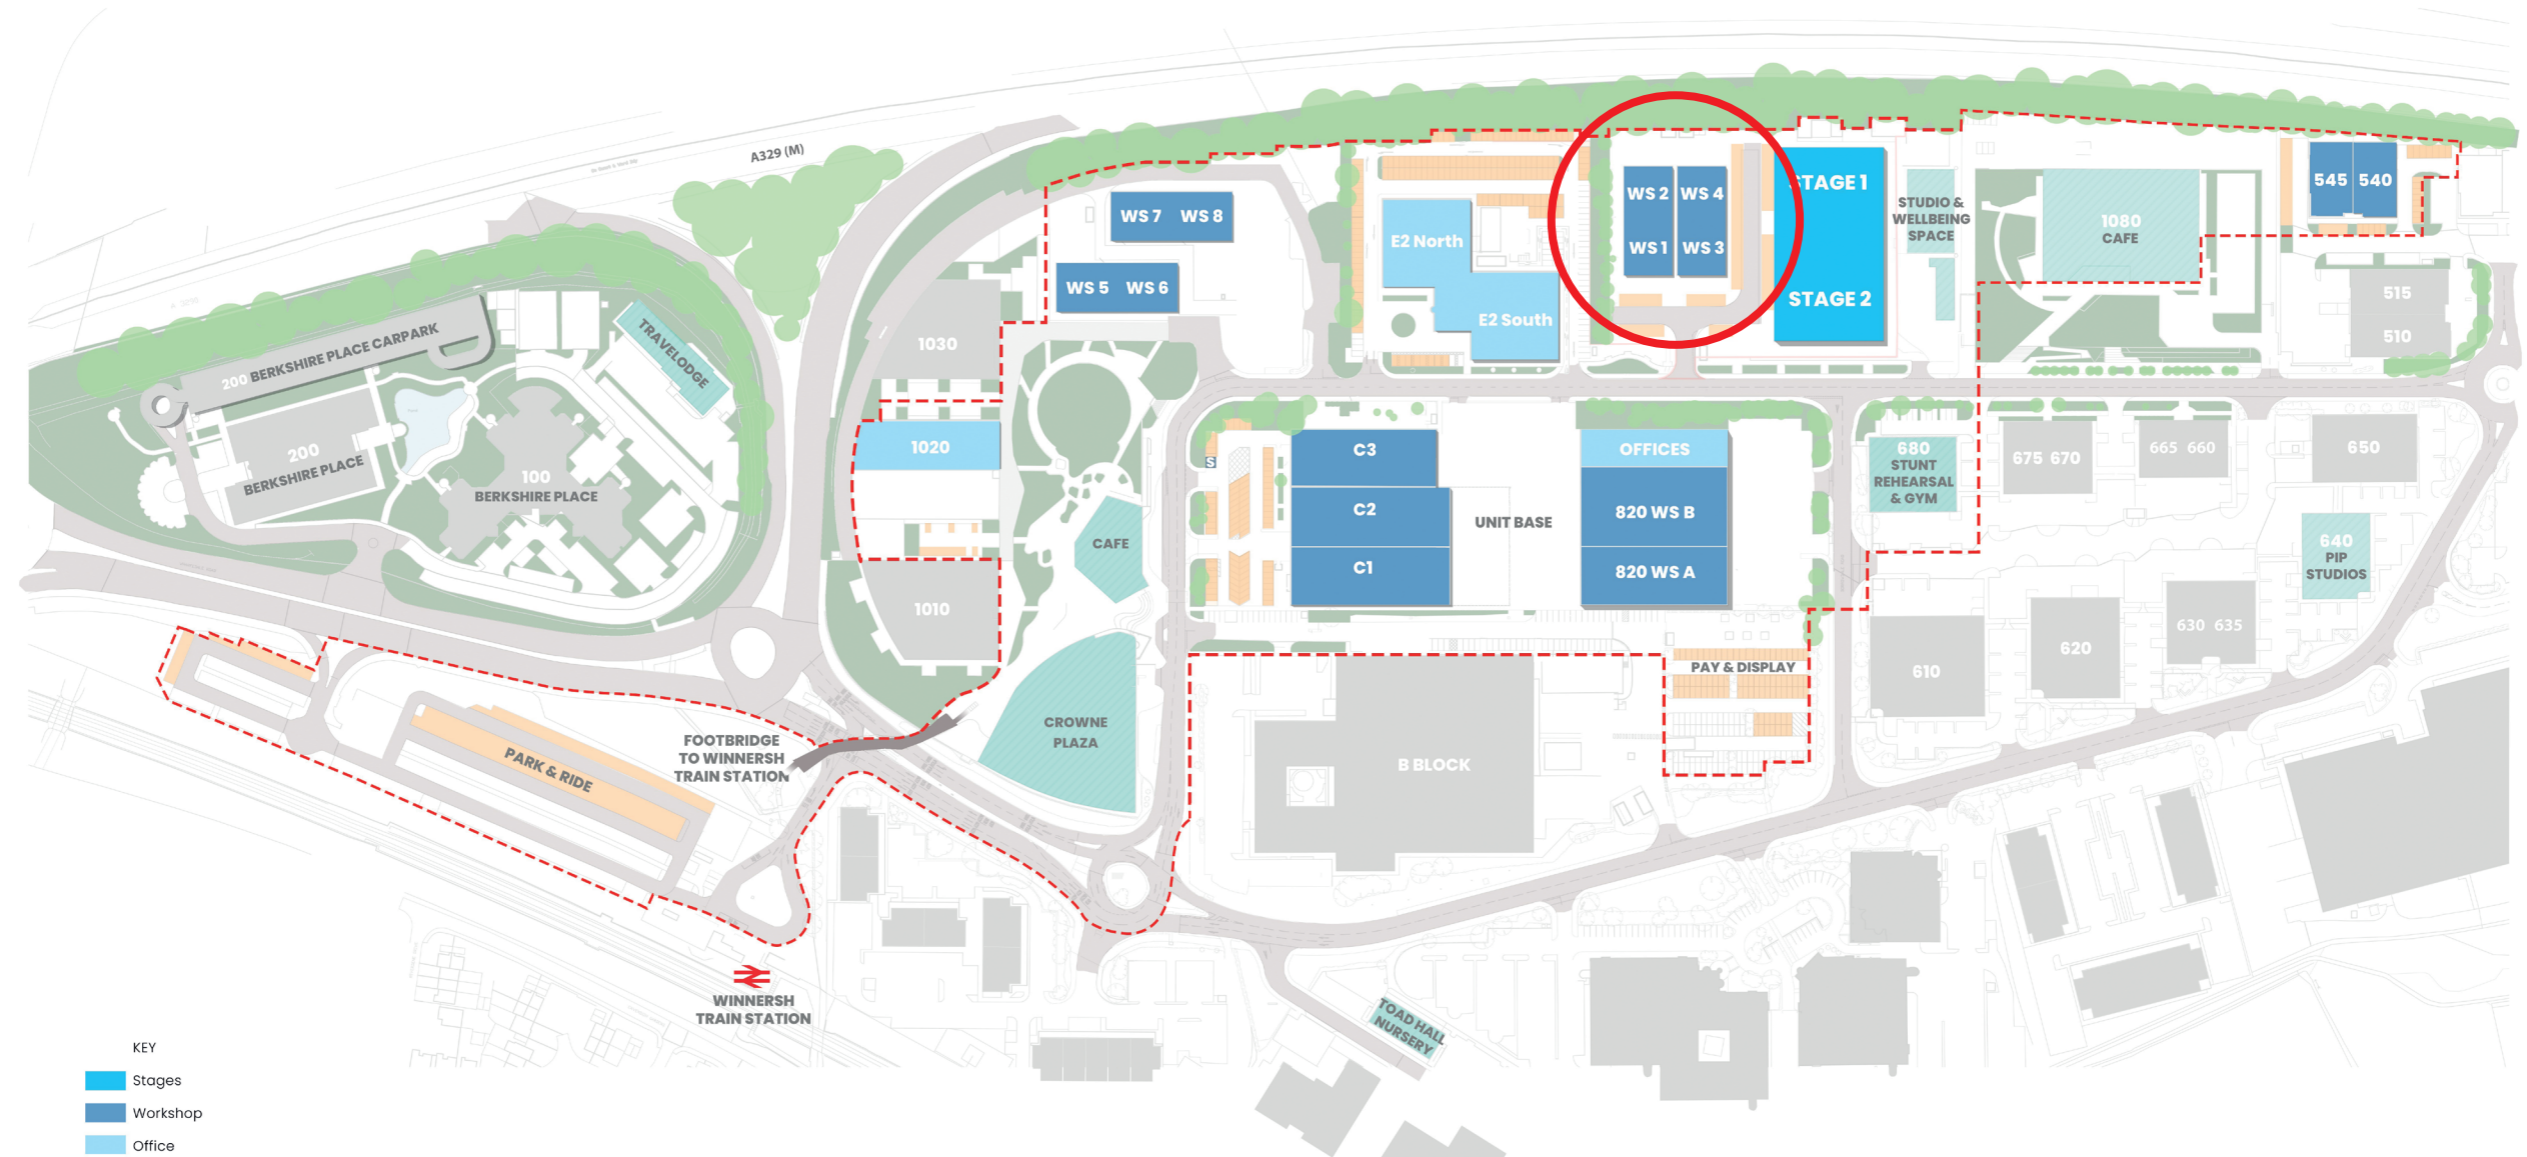 A329 (M)
WS 7 WS 8
WS 5 WS 6
E2 North
E2 South
WS 2
WS 4
WS 1
WS 3
STAGE 1
STAGE 2
STUDIO &
WELLBEING
SPACE
1080
CAFE
545
540
515
510
TRAVELODGE
200 BERKSHIRE PLACE CARPARK
200
BERKSHIRE PLACE
100
BERKSHIRE PLACE
1030
1020
1010
CAFE
CROWNE
PLAZA
C3
C2
C1
UNIT BASE
OFFICES
820 WS B
820 WS A
S
680
STUNT
REHEARSAL
& GYM
675 670
665 660
650
640
PIP
STUDIOS
610
620
630 635
PAY & DISPLAY
B BLOCK
PARK & RIDE
FOOTBRIDGE
TO WINNERSH
TRAIN STATION
WINNERSH
TRAIN STATION
TOAD HALL
NURSERY
KEY
Stages
Workshop
Office